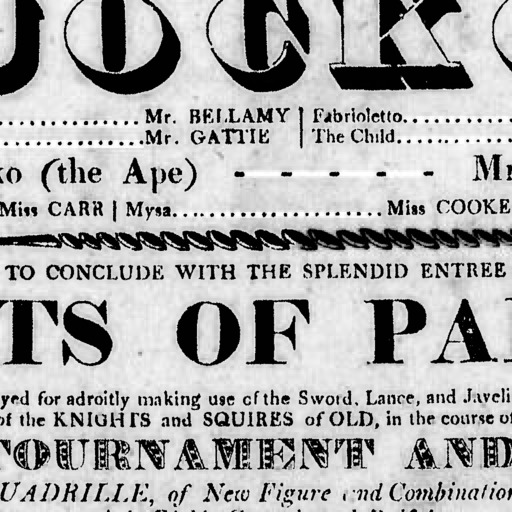 JOCKO
Mr. BELLAMY | Fabrioletto
Mr. GATTIE | The Child
ko (the Ape) - - - - - Mr
Miss CARR | Mysa Miss COOKE
TO CONCLUDE WITH THE SPLENDID ENTREE
TS OF PA
yed for adroitly making use of the Sword, Lance, and Javeli
of the KNIGHTS and SQUIRES of OLD, in the course of
TOURNAMENT AND
UADRILLE, of New Figure and Combination